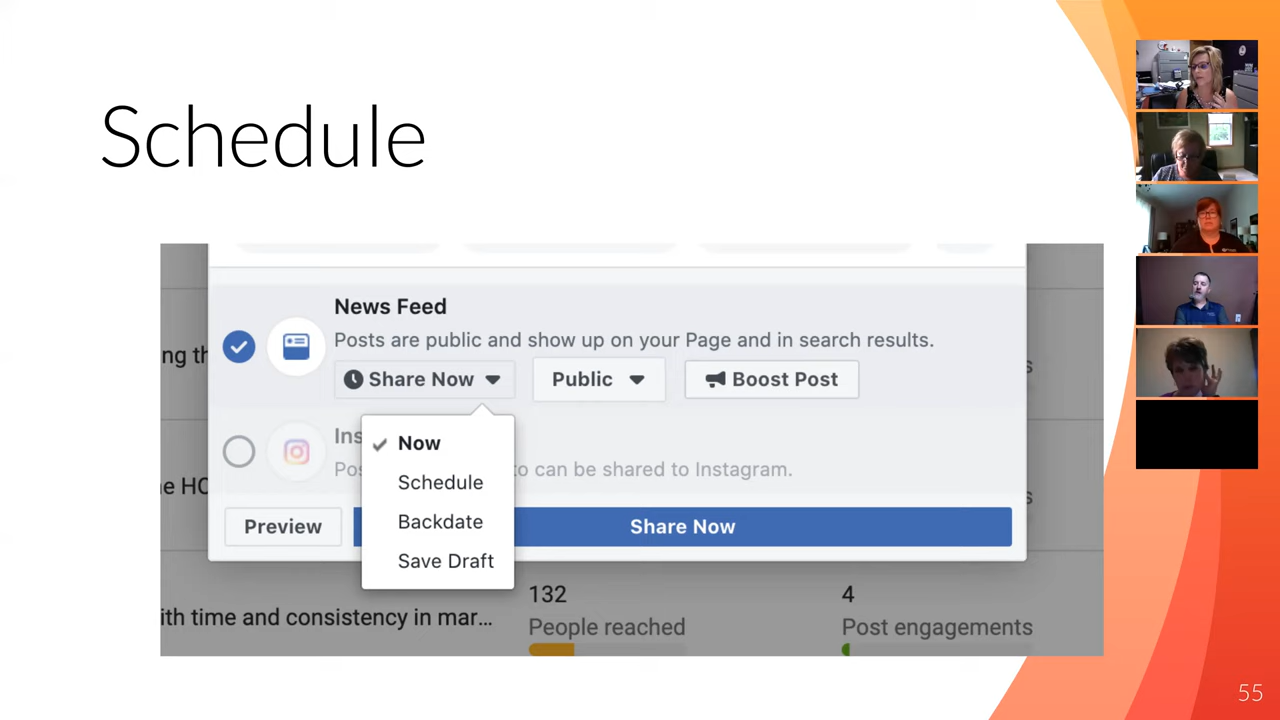 Schedule
News Feed
Posts are public and show up on your Page and in search results.
Share Now
Public
Boost Post
Now
Schedule
Backdate
Save Draft
can be shared to Instagram.
Preview
Share Now
132
4
with time and consistency in mar...
People reached
Post engagements
55